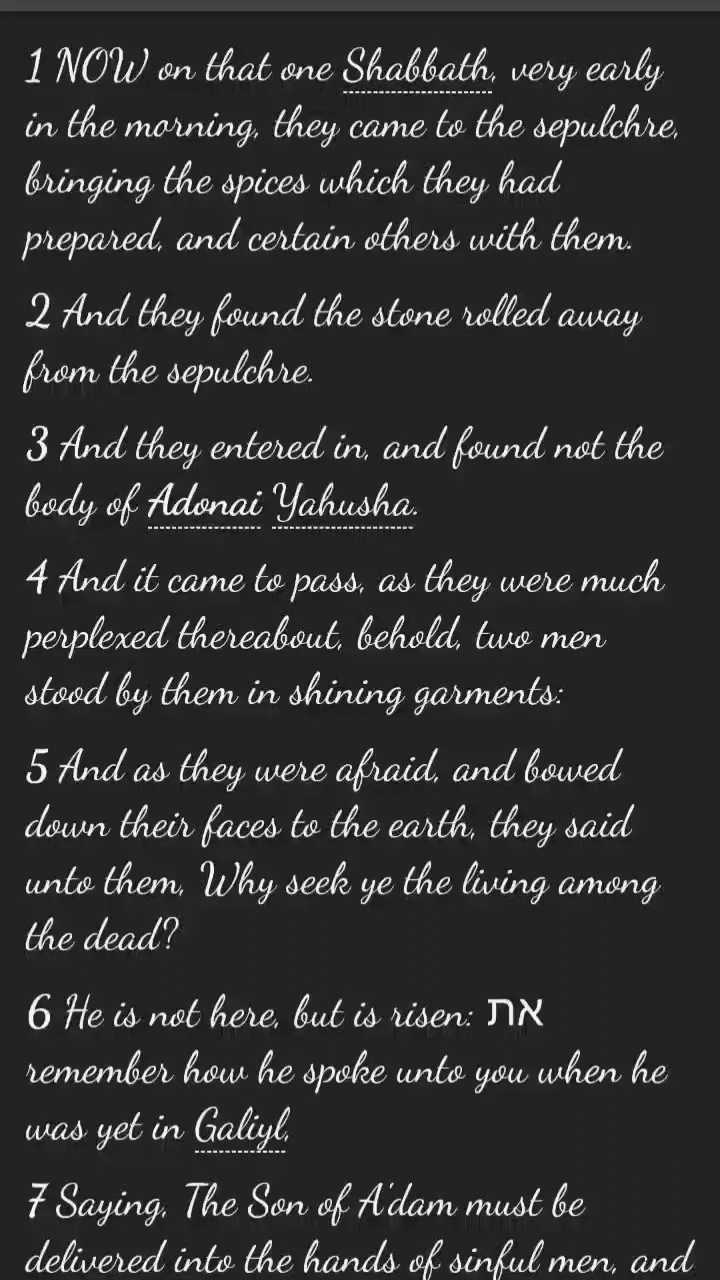 1 NOW on that one Shabbath, very early
in the morning, they came to the sepulchre,
bringing the spices which they had
prepared, and certain others with them.
2 And they found the stone rolled away
from the sepulchre.
3 And they entered in, and found not the
body of Adonai Yahusha.
4 And it came to pass, as they were much
perplexed thereabout, behold, two men
stood by them in shining garments:
5 And as they were afraid, and bowed
down their faces to the earth, they said
unto them, Why seek ye the living among
the dead?
6 He is not here, but is risen: את
remember how he spoke unto you when he
was yet in Galiyl,
7 Saying, The Son of A'dam must be
delivered into the hands of sinful men, and